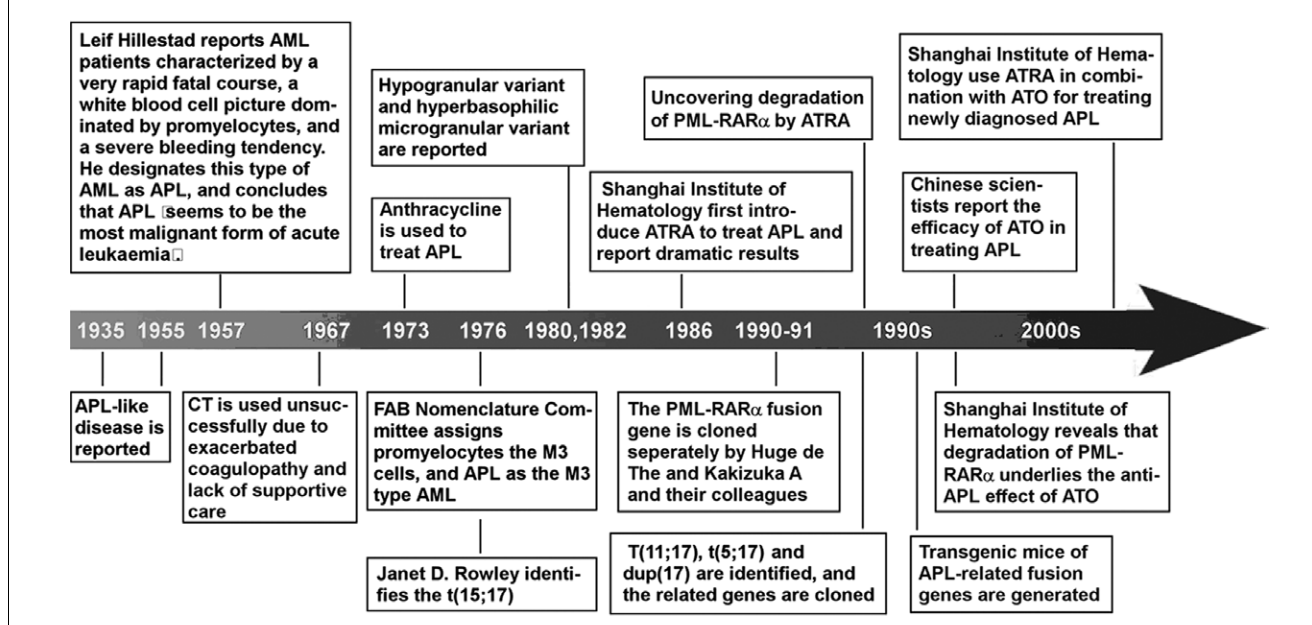 Leif Hillestad reports AML
patients characterized by a
very rapid fatal course, a
white blood cell picture dom-
inated by promyelocytes, and
a severe bleeding tendency.
He designates this type of
AML as APL, and concludes
that APL □seems to be the
most malignant form of acute
leukaemia□.
Hypogranular variant
and hyperbasophilic
microgranular variant
are reported
Anthracycline
is used to
treat APL
Uncovering degradation
of PML-RARα by ATRA
Shanghai Institute of
Hematology first intro-
duce ATRA to treat APL and
report dramatic results
Shanghai Institute of Hema-
tology use ATRA in combi-
nation with ATO for treating
newly diagnosed APL
Chinese scien-
tists report the
efficacy of ATO in
treating APL
1935 1955 1957 1967 1973 1976 1980,1982 1986 1990-91 1990s 2000s
APL-like
disease is
reported
CT is used unsuc-
cessfully due to
exacerbated
coagulopathy and
lack of supportive
care
FAB Nomenclature Com-
mittee assigns
promyelocytes the M3
cells, and APL as the M3
type AML
Janet D. Rowley identi-
fies the t(15;17)
The PML-RARα fusion
gene is cloned
seperately by Huge de
The and Kakizuka A
and their colleagues
T(11;17), t(5;17) and
dup(17) are identified, and
the related genes are cloned
Shanghai Institute of
Hematology reveals that
degradation of PML-
RARα underlies the anti-
APL effect of ATO
Transgenic mice of
APL-related fusion
genes are generated